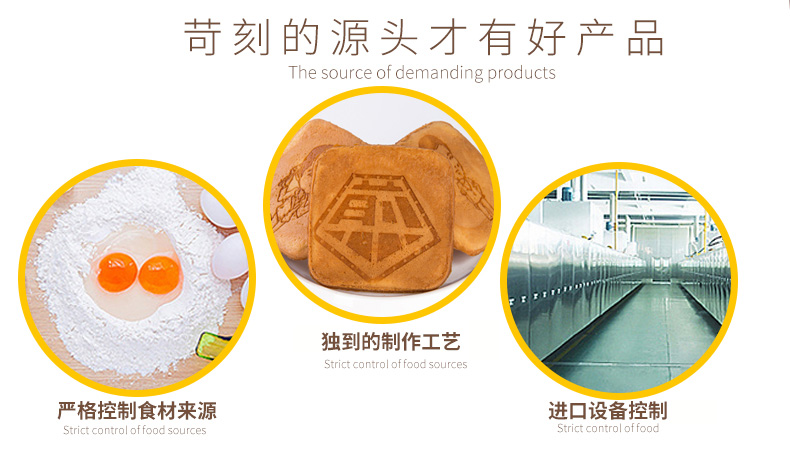 苛刻的源头才有好产品
The source of demanding products
独到的制作工艺
Strict control of food sources
严格控制食材来源
Strict control of food sources
进口设备控制
Strict control of food